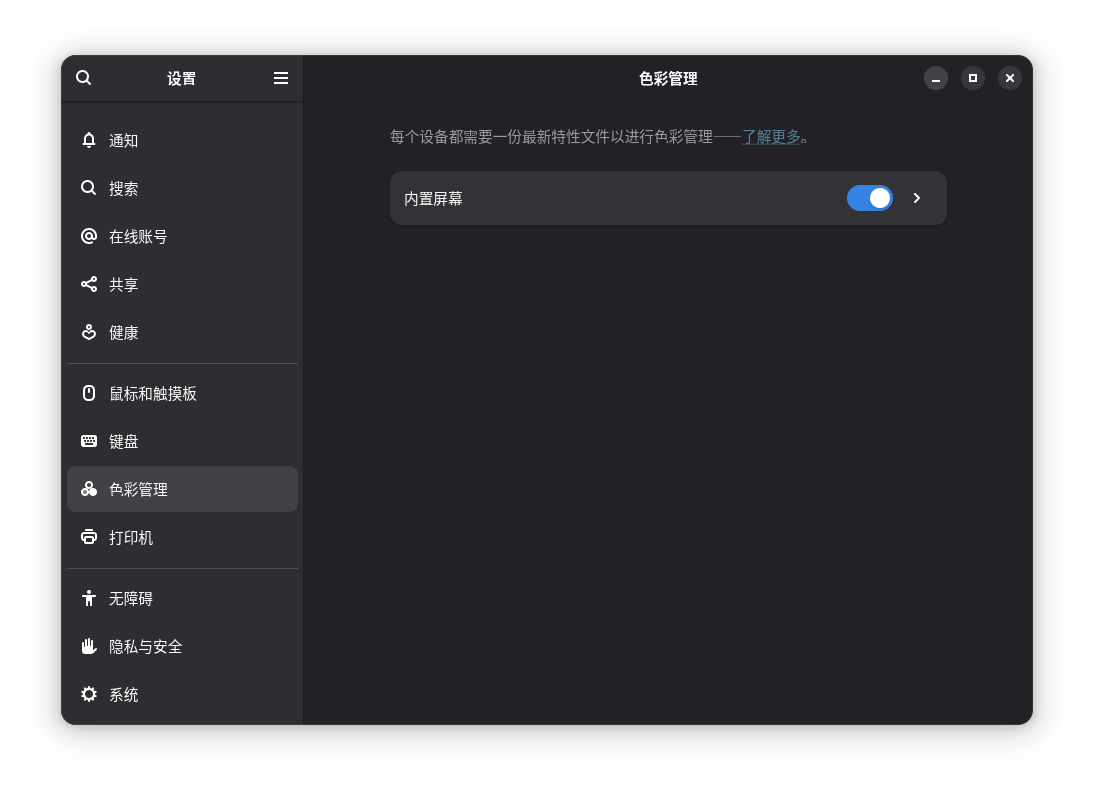 设置
通知
搜索
在线账号
共享
健康
鼠标和触摸板
键盘
色彩管理
打印机
无障碍
隐私与安全
系统
色彩管理
每个设备都需要一份最新特性文件以进行色彩管理——了解更多。
内置屏幕